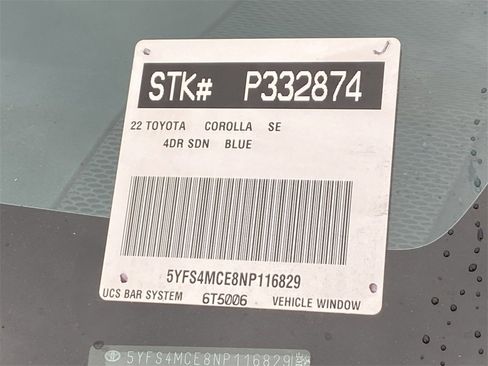 STK# P332874
22 TOYOTA COROLLA SE
4DR SDN BLUE
5YFS4MCE8NP116829
UCS BAR SYSTEM 6T5006 VEHICLE WINDOW
5YFS4MCE8NP116829